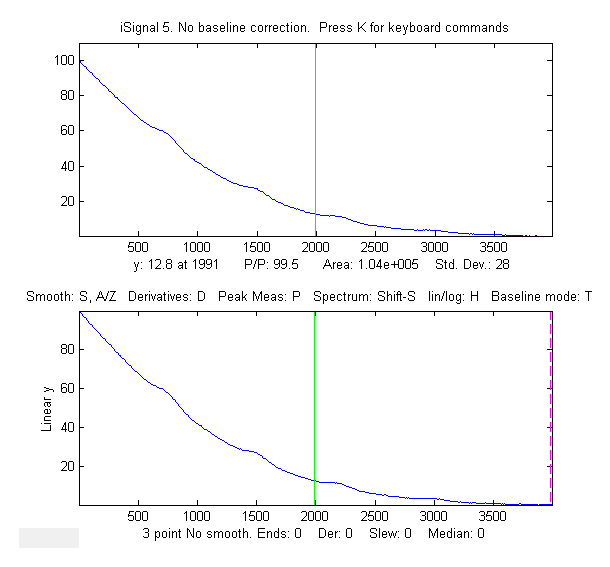 iSignal 5. No baseline correction.  Press K for keyboard commands
100
80
60
40
20
500 1000 1500 2000 2500 3000 3500
y: 12.8 at 1991 P/P: 99.5 Area: 1.04e+005 Std. Dev.: 28
Smooth: S, A/Z Derivatives: D Peak Meas: P Spectrum: Shift-S lin/log: H Baseline mode: T
80
60
Linear y
40
20
500 1000 1500 2000 2500 3000 3500
3 point No smooth. Ends: 0 Der: 0 Slew: 0 Median: 0